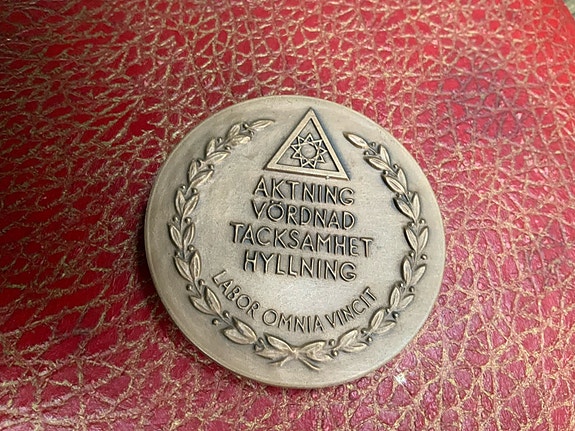 AKTNING
VÖRDNAD
TACKSAMHET
HYLLNING
LABOR OMNIA VINCIT